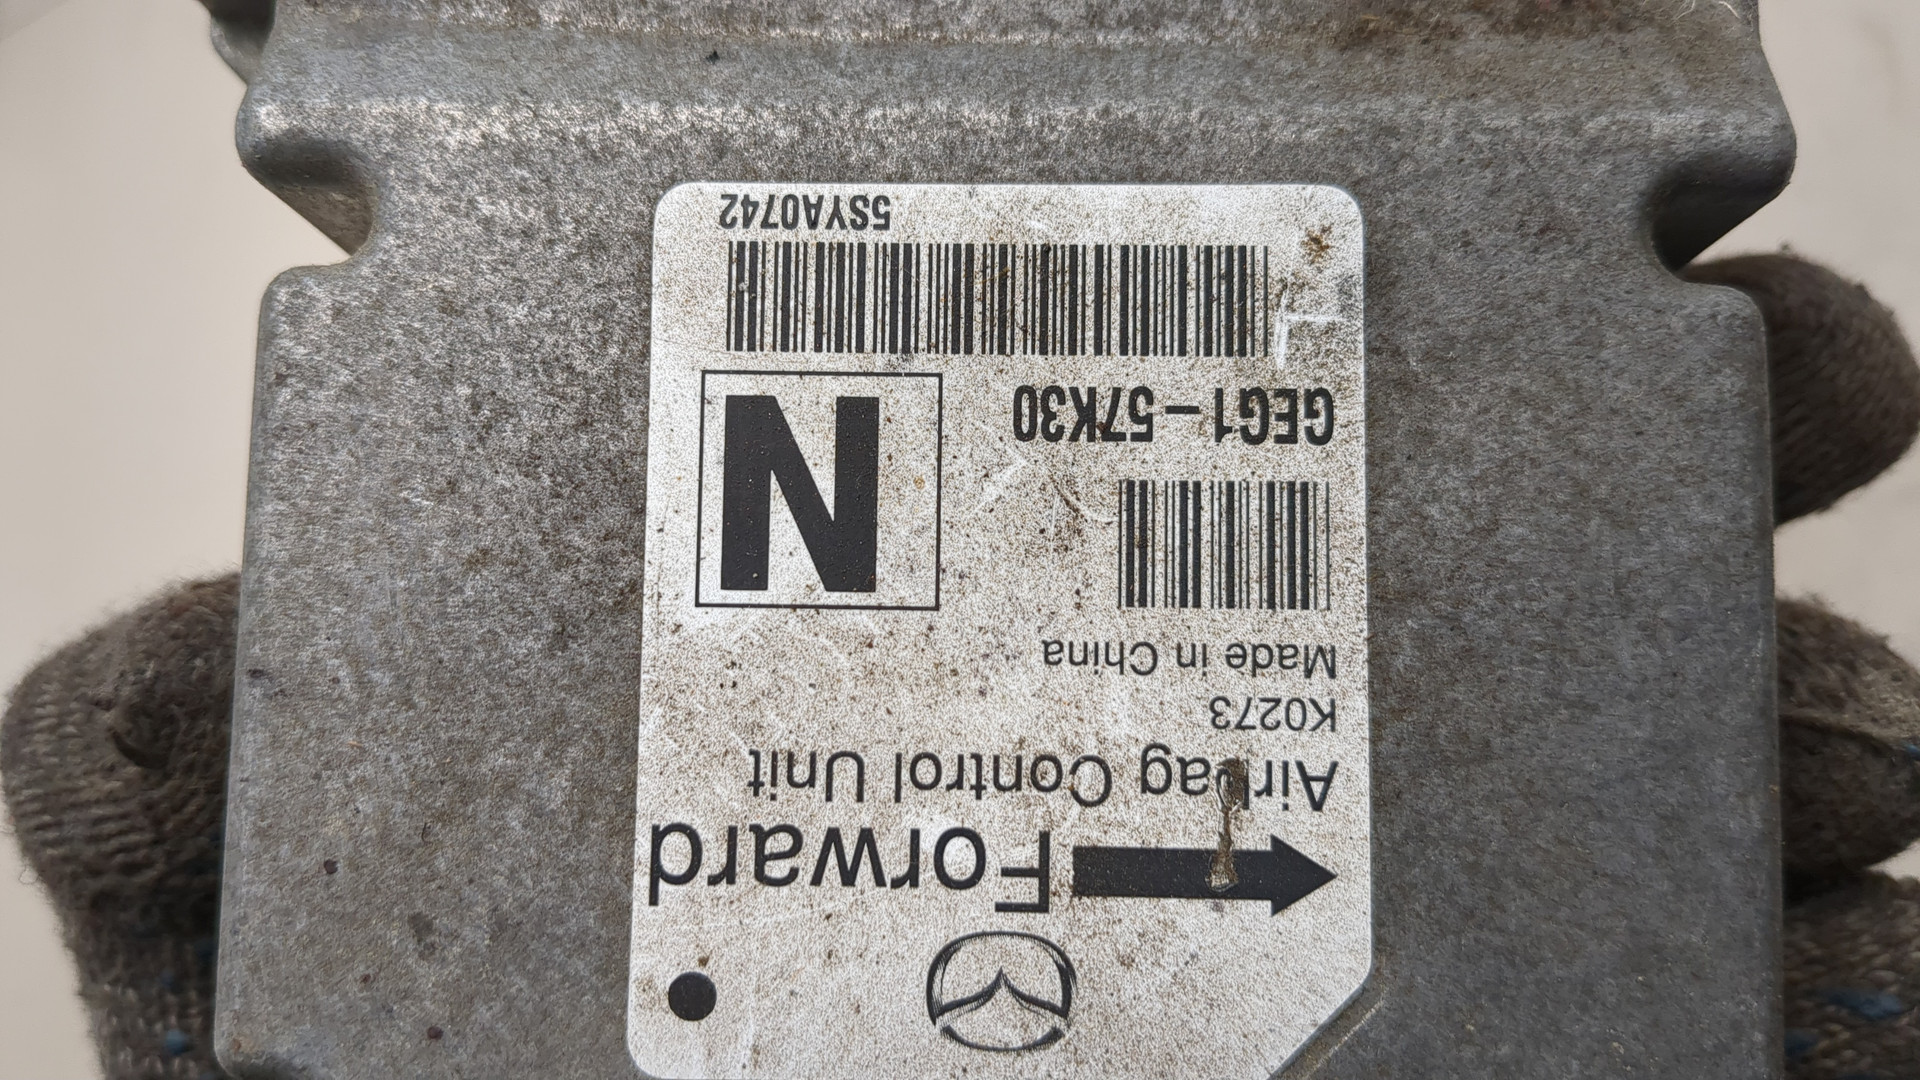 Forward
Airbag Control Unit
K0273
Made in China
GEG1-57K30
N
5SYA0742